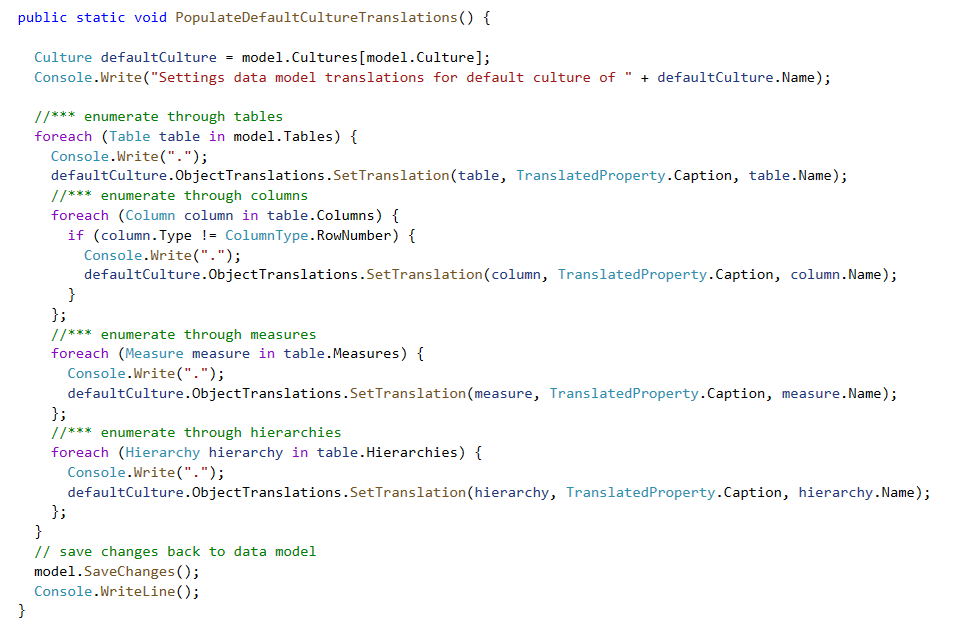 public static void PopulateDefaultCultureTranslations() {

  Culture defaultCulture = model.Cultures[model.Culture];
  Console.Write("Settings data model translations for default culture of " + defaultCulture.Name);

  //*** enumerate through tables
  foreach (Table table in model.Tables) {
    Console.Write(".");
    defaultCulture.ObjectTranslations.SetTranslation(table, TranslatedProperty.Caption, table.Name);
    //*** enumerate through columns
    foreach (Column column in table.Columns) {
      if (column.Type != ColumnType.RowNumber) {
        Console.Write(".");
        defaultCulture.ObjectTranslations.SetTranslation(column, TranslatedProperty.Caption, column.Name);
      }
    };
    //*** enumerate through measures
    foreach (Measure measure in table.Measures) {
      Console.Write(".");
      defaultCulture.ObjectTranslations.SetTranslation(measure, TranslatedProperty.Caption, measure.Name);
    };
    //*** enumerate through hierarchies
    foreach (Hierarchy hierarchy in table.Hierarchies) {
      Console.Write(".");
      defaultCulture.ObjectTranslations.SetTranslation(hierarchy, TranslatedProperty.Caption, hierarchy.Name);
    };
  }
  // save changes back to data model
  model.SaveChanges();
  Console.WriteLine();
}